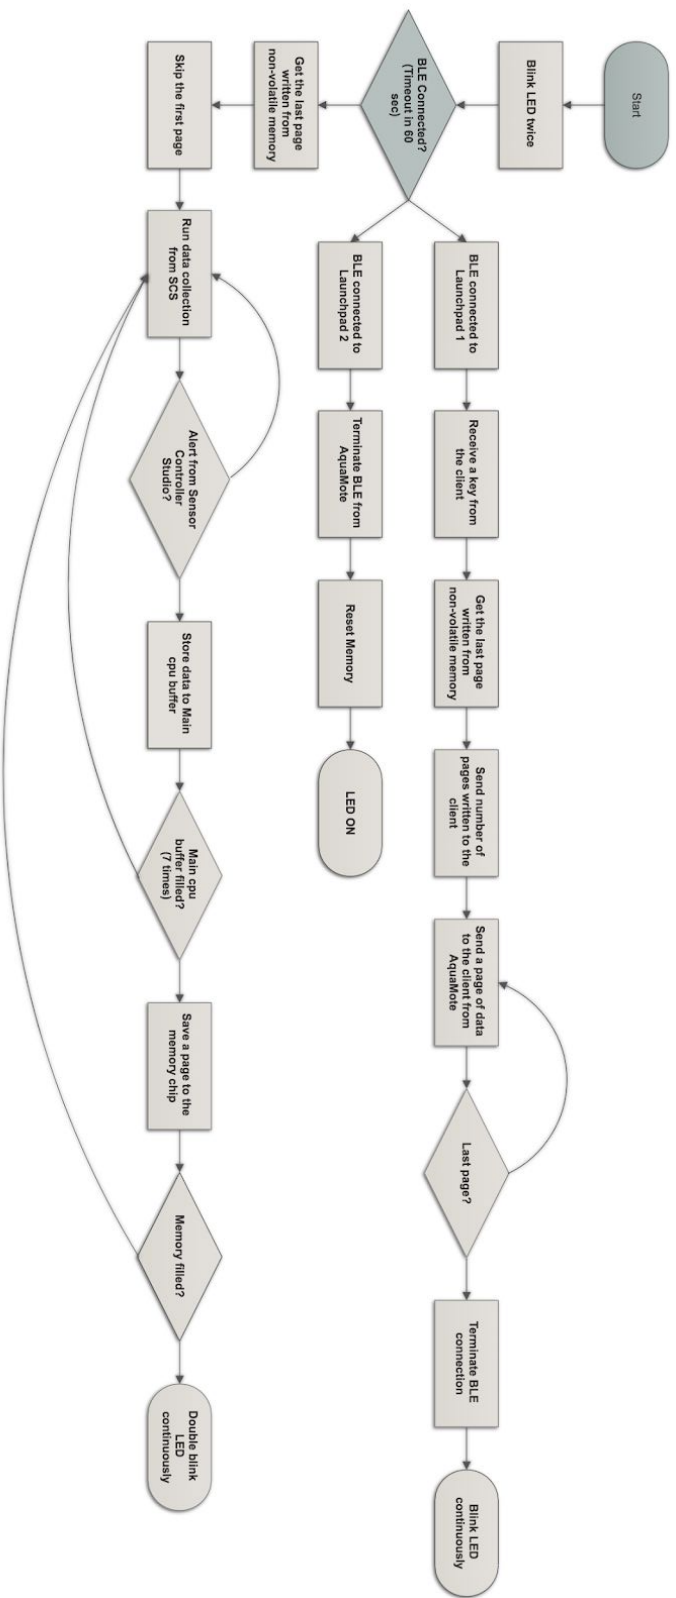 Start
Blink LED twice
BLE Connected?
(Timeout in 60
sec)
BLE connected to
Launchpad 1
Receive a key from
the client
Get the last page
written from
non-volatile memory
Send number of
pages written to the
client
Send a page of data
to the client from
AquaMote
Last page?
Terminate BLE
connection
Blink LED
continuously
BLE connected to
Launchpad 2
Terminate BLE from
AquaMote
Reset Memory
LED ON
Get the last page
written from
non-volatile memory
Skip the first page
Run data collection
from SCS
Alert from Sensor
Controller
Studio?
Store data to Main
cpu buffer
Main cpu
buffer filled?
(7 times)
Save a page to the
memory chip
Memory filled?
Double blink
LED
continuously